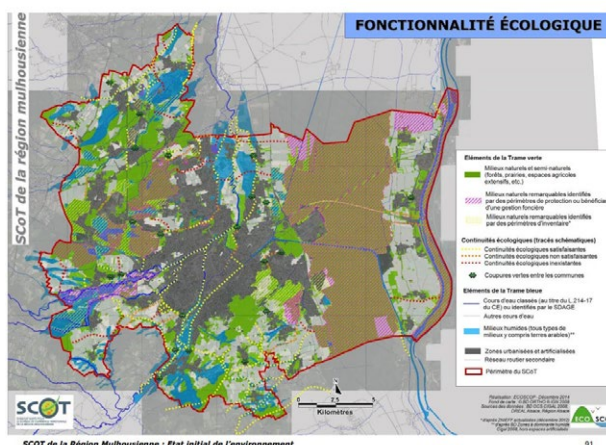 FONCTIONNALITÉ ÉCOLOGIQUE
SCoT de la région mulhousienne
Eléments de la Trame verte
Milieux naturels et semi-naturels
(forêts, prairies, espaces agricoles
extensifs, etc.)
Milieux naturels remarquables identifiés
par des périmètres de protection ou bénéficiant
d'une gestion foncière
Milieux naturels remarquables identifiés
par des périmètres d'inventaire*
Continuités écologiques (tracés schématiques)
Continuités écologiques satisfaisantes
Continuités écologiques non satisfaisantes
Continuités écologiques inexistantes
Coupures vertes entre les communes
Eléments de la Trame bleue
Cours d'eau classés (au titre du L.214-17
du CE) ou identifiés par le SDAGE
Autres cours d'eau
Milieux humides (tous types de
milieux y compris terres arables)**
Zones urbanisées et artificialisées
Réseau routier secondaire
Périmètre du SCoT
N
0 2,5 5
Kilomètres
Réalisation : ECOSCOP, Décembre 2014
SCOT
ECO SC
SCoT de la Région Mulhousienne : Etat initial de l'environnement
91